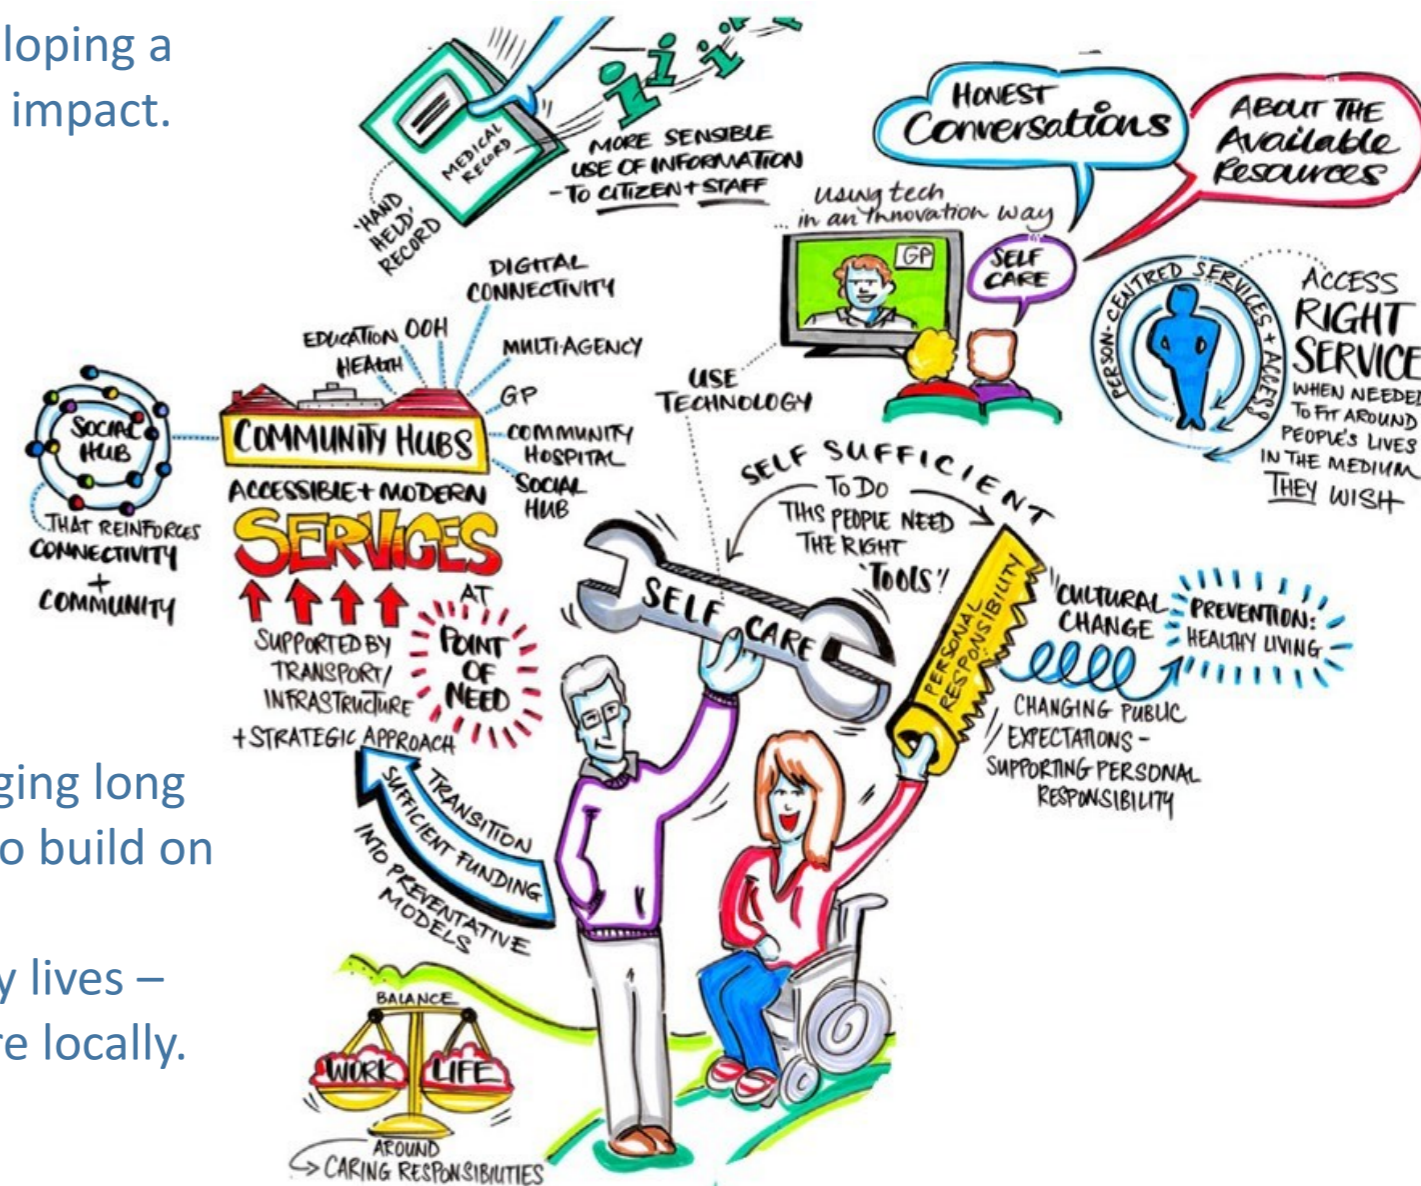 loping a
impact.
ging long
o build on
y lives –
re locally.
MEDICAL
RECORD
'HAND
HELD'
RECORD
i i i i
MORE SENSIBLE
USE OF INFORMATION
- TO CITIZEN + STAFF
HONEST
Conversations
ABOUT THE
Available
Resources
using tech
... in an innovation way
GP
SELF
CARE
USE
TECHNOLOGY
PERSON-CENTRED SERVICES + ACCESS
ACCESS
RIGHT
SERVICE
WHEN NEEDED
TO FIT AROUND
PEOPLE'S LIVES
IN THE MEDIUM
THEY WISH
DIGITAL
CONNECTIVITY
EDUCATION OOH
HEALTH
MULTI-AGENCY
GP
COMMUNITY
HOSPITAL
SOCIAL
HUB
SOCIAL
HUB
THAT REINFORCES
CONNECTIVITY
+
COMMUNITY
COMMUNITY HUBS
ACCESSIBLE + MODERN
SERVICES
AT
POINT
OF
NEED
SUPPORTED BY
TRANSPORT/
INFRASTRUCTURE
+ STRATEGIC APPROACH
SELF SUFFICIENT
TO DO
THIS PEOPLE NEED
THE RIGHT
'TOOLS'!
SELF CARE
PERSONAL
RESPONSIBILITY
CULTURAL
CHANGE
PREVENTION:
HEALTHY LIVING
CHANGING PUBLIC
EXPECTATIONS -
SUPPORTING PERSONAL
RESPONSIBILITY
TRANSITION
SUFFICIENT FUNDING
INTO PREVENTATIVE
MODELS
BALANCE
WORK LIFE
AROUND
CARING RESPONSIBILITIES